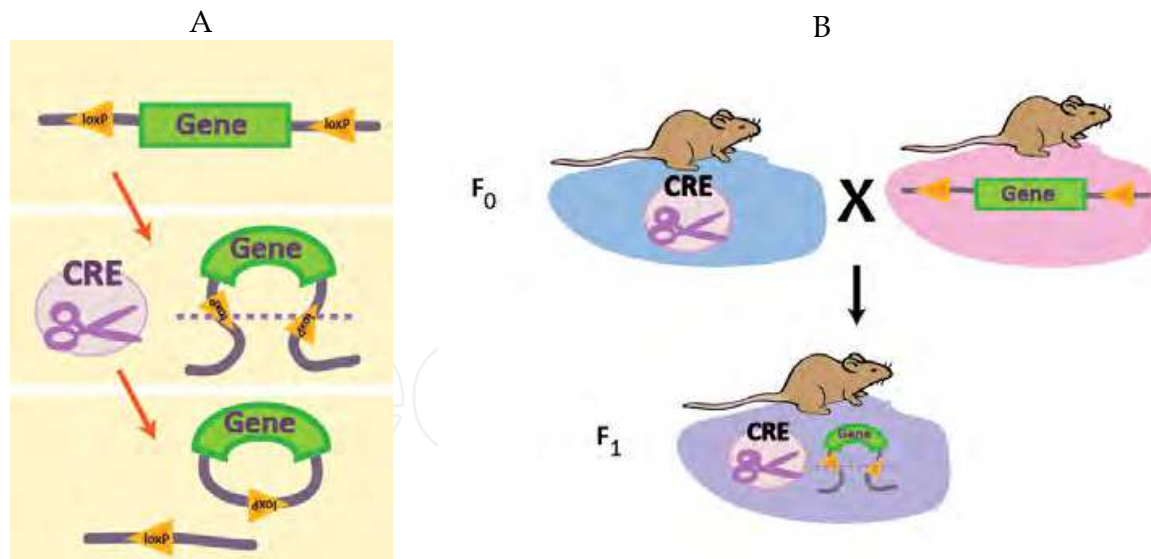 A
loxP Gene loxP
CRE
Gene
loxP loxP
Gene
loxP
loxP
B
F0
CRE
X
Gene
F1
CRE
Gene